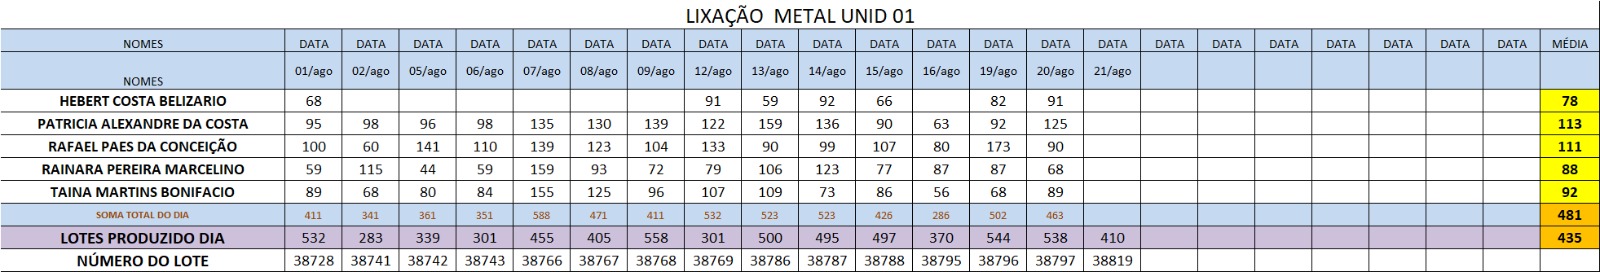 LIXAÇÃO METAL UNID 01
NOMES DATA DATA DATA DATA DATA DATA DATA DATA DATA DATA DATA DATA DATA DATA DATA DATA DATA DATA DATA DATA DATA DATA MÉDIA
NOMES 01/ago 02/ago 05/ago 06/ago 07/ago 08/ago 09/ago 12/ago 13/ago 14/ago 15/ago 16/ago 19/ago 20/ago 21/ago
HEBERT COSTA BELIZARIO 68 91 59 92 66 82 91 78
PATRICIA ALEXANDRE DA COSTA 95 98 96 98 135 130 139 122 159 136 90 63 92 125 113
RAFAEL PAES DA CONCEIÇÃO 100 60 141 110 139 123 104 133 90 99 107 80 173 90 111
RAINARA PEREIRA MARCELINO 59 115 44 59 159 93 72 79 106 123 77 87 87 68 88
TAINA MARTINS BONIFACIO 89 68 80 84 155 125 96 107 109 73 86 56 68 89 92
SOMA TOTAL DO DIA 411 341 361 351 588 471 411 532 523 523 426 286 502 463 481
LOTES PRODUZIDO DIA 532 283 339 301 455 405 558 301 500 495 497 370 544 538 410 435
NÚMERO DO LOTE 38728 38741 38742 38743 38766 38767 38768 38769 38786 38787 38788 38795 38796 38797 38819